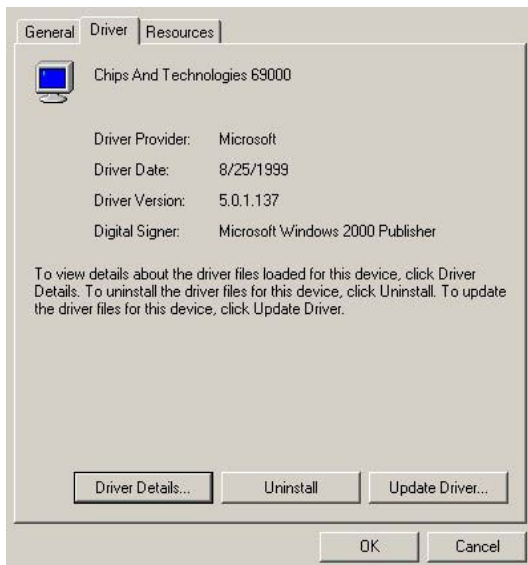 General Driver Resources
Chips And Technologies 69000
Driver Provider: Microsoft
Driver Date: 8/25/1999
Driver Version: 5.0.1.137
Digital Signer: Microsoft Windows 2000 Publisher
To view details about the driver files loaded for this device, click Driver
Details. To uninstall the driver files for this device, click Uninstall. To update
the driver files for this device, click Update Driver.
Driver Details... Uninstall Update Driver...
OK Cancel